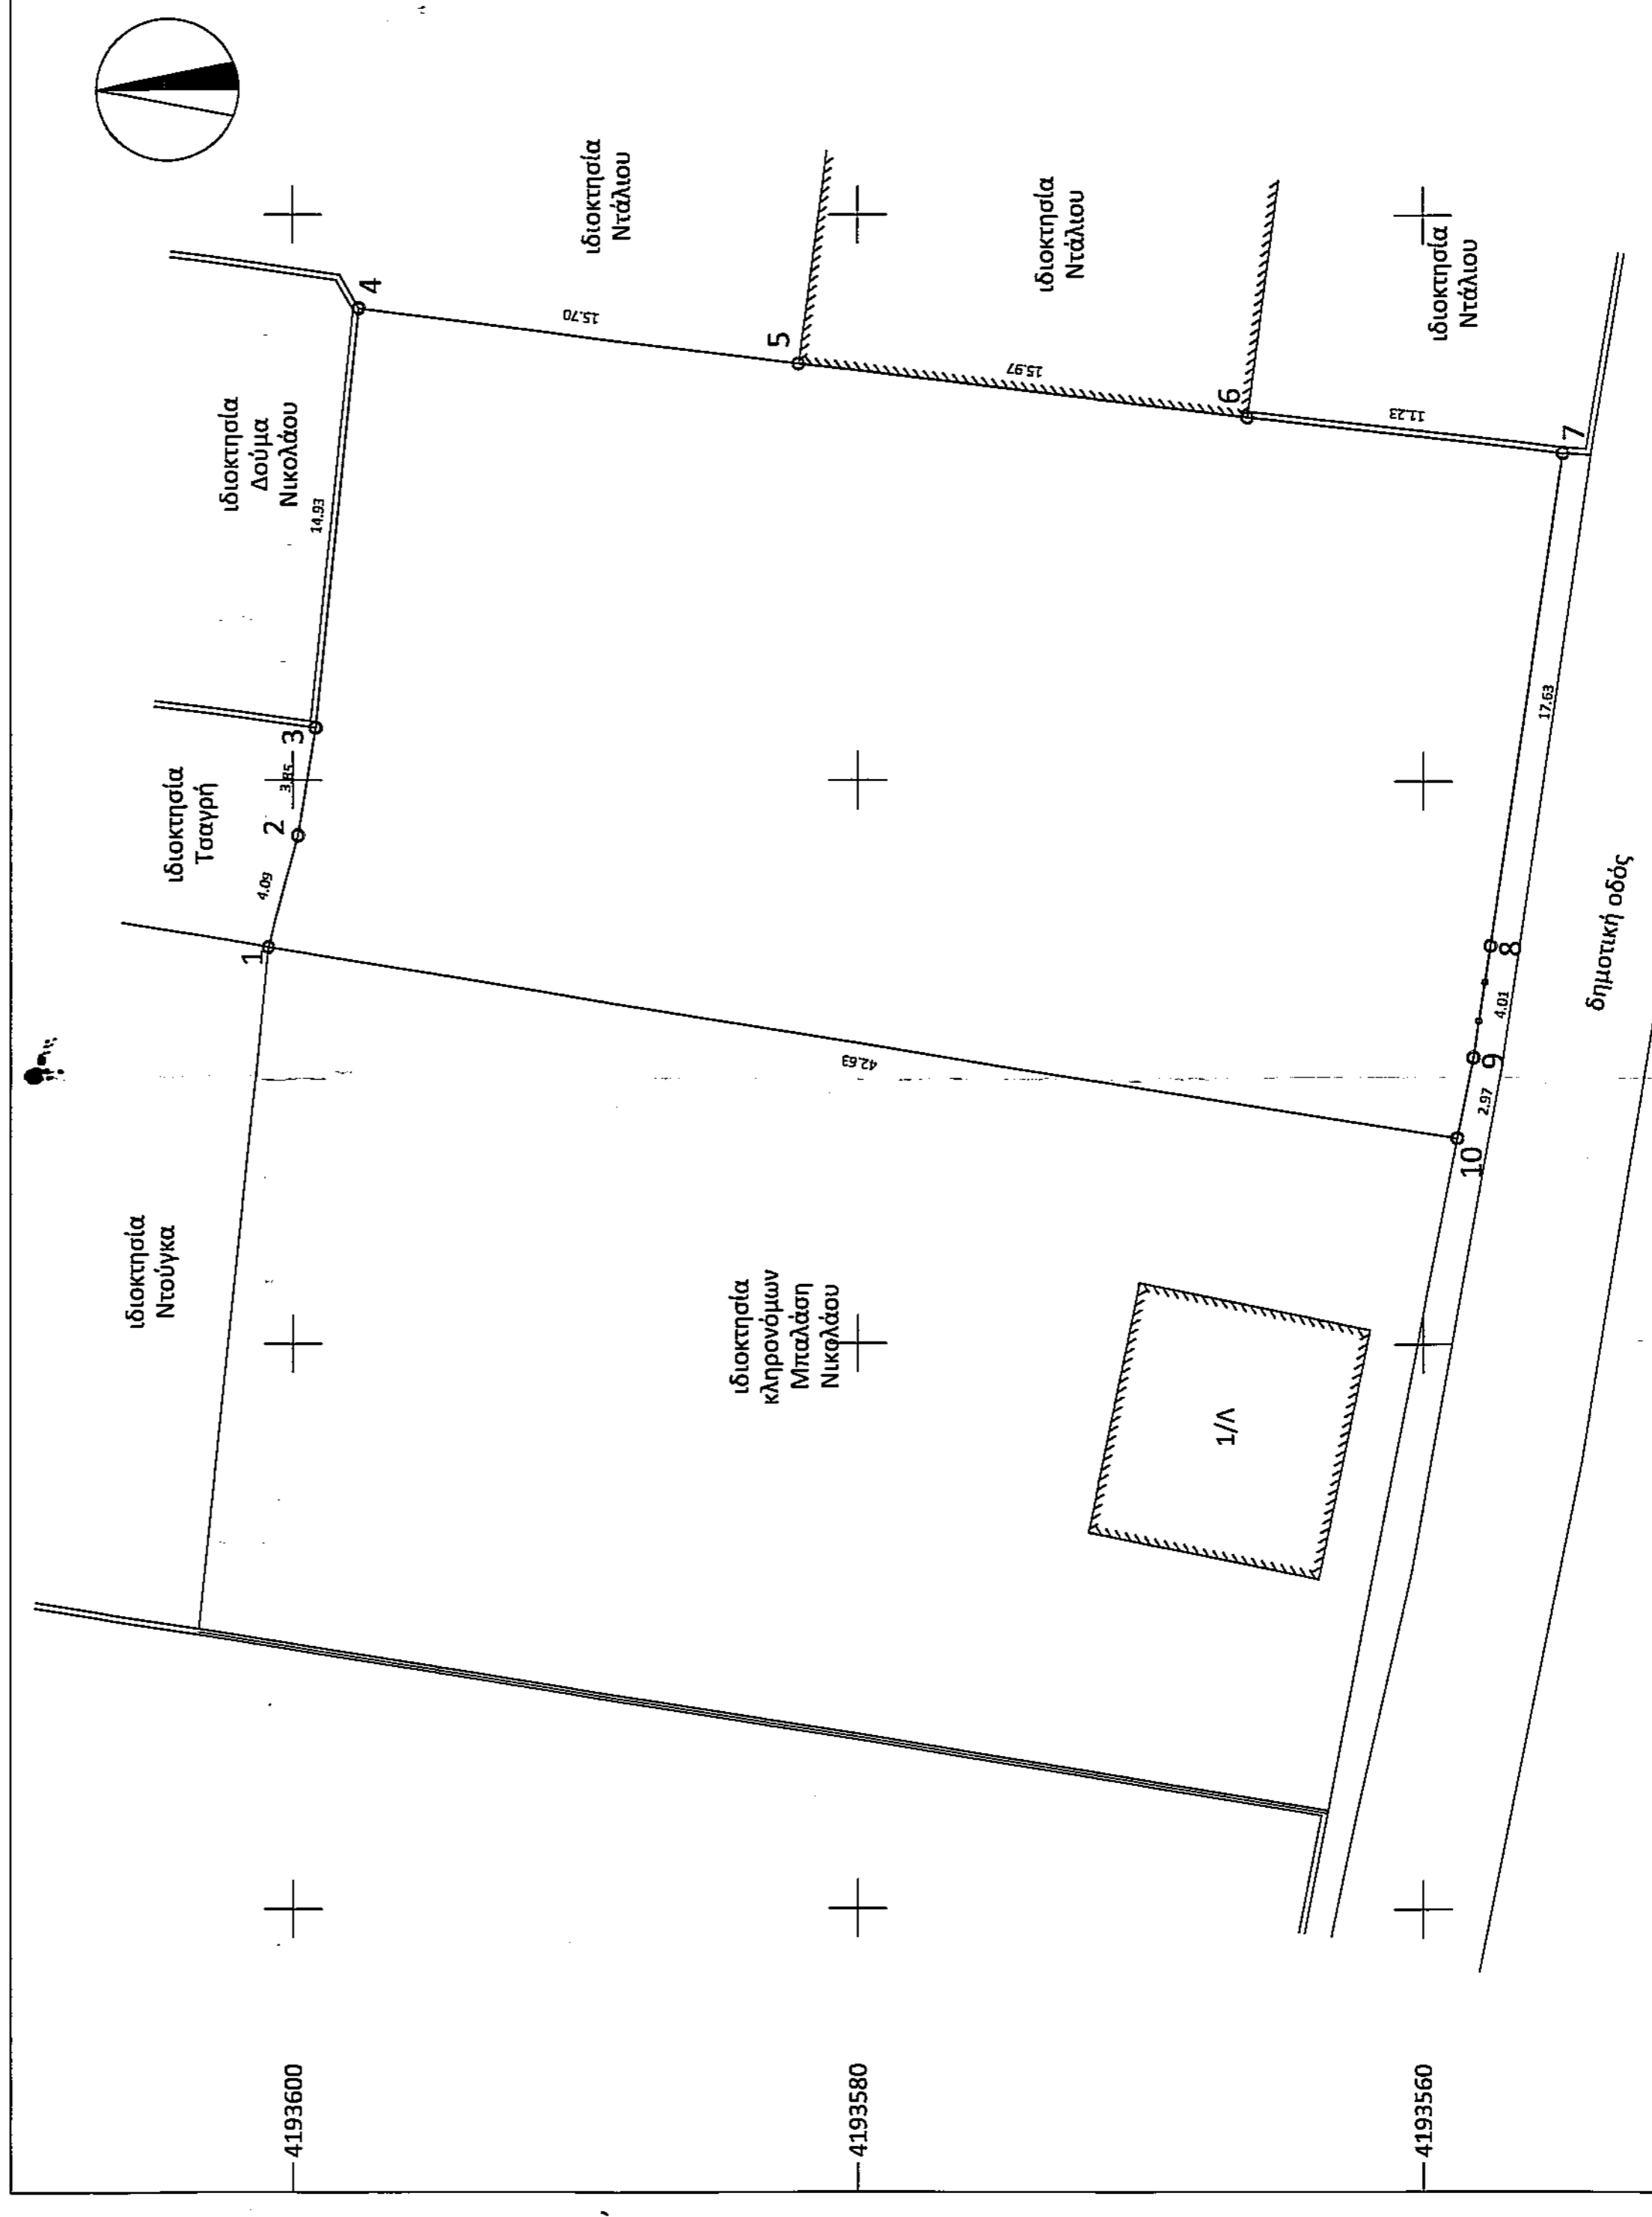 ιδιοκτησία
Ντούγκα
ιδιοκτησία
Τσαγρή
ιδιοκτησία
Δούμα
Νικολάου
ιδιοκτησία
Ντάλιου
ιδιοκτησία
Ντάλιου
ιδιοκτησία
Ντάλιου
ιδιοκτησία
κληρονόμων
Μπαλάση
Νικολάου
1/Λ
δημοτική οδός
1
4.09
2
3.85
3
14.93
4
15.70
5
15.97
6
11.23
7
17.63
8
4.01
9
2.97
10
42.63
4193600
4193580
4193560